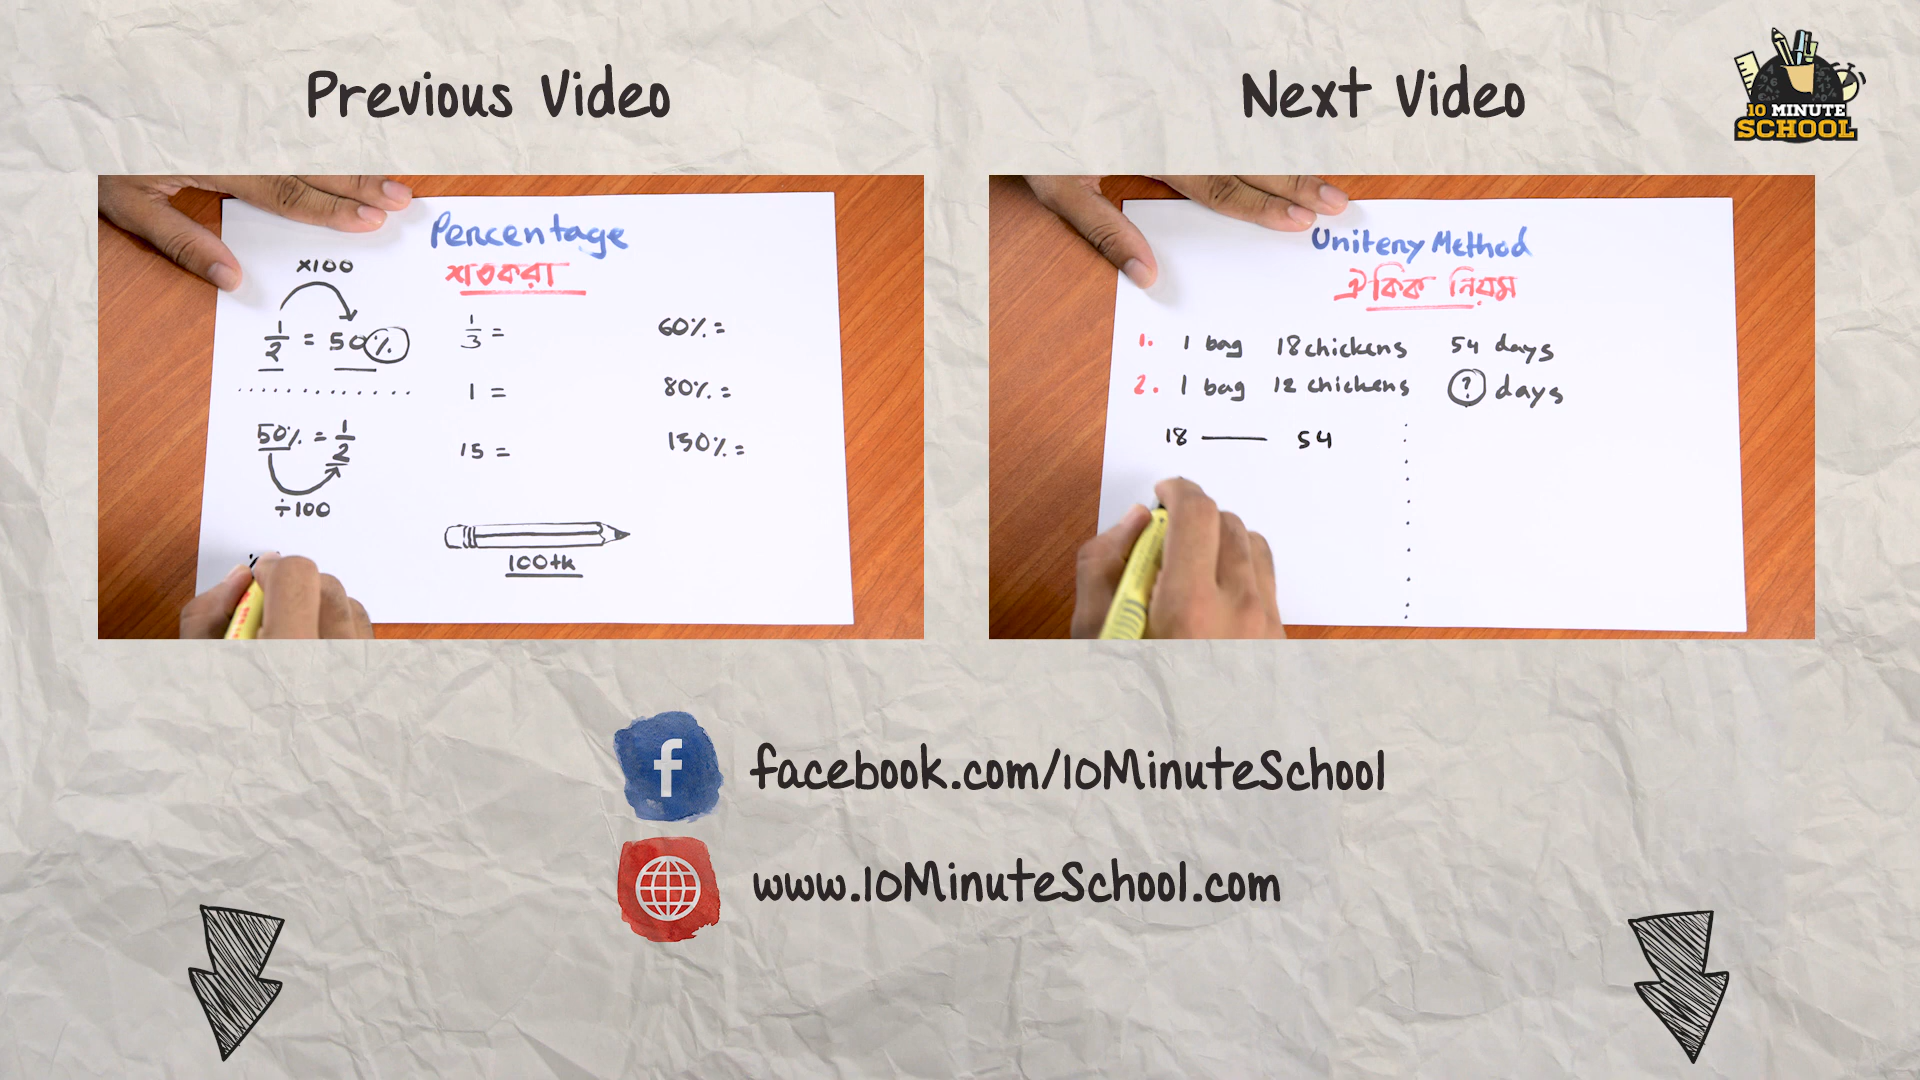 Previous Video
Next Video
10 MINUTE
SCHOOL
Percentage
শতকরা
×100
1/2 = 50%
50% = 1/2
÷100
1/3 =
1 =
15 =
60% =
80% =
150% =
100tk
Uniteny Method
ঐকিক নিয়ম
1. 1 bag 18 chickens 54 days
2. 1 bag 12 chickens ? days
18 — 54
facebook.com/10MinuteSchool
www.10MinuteSchool.com